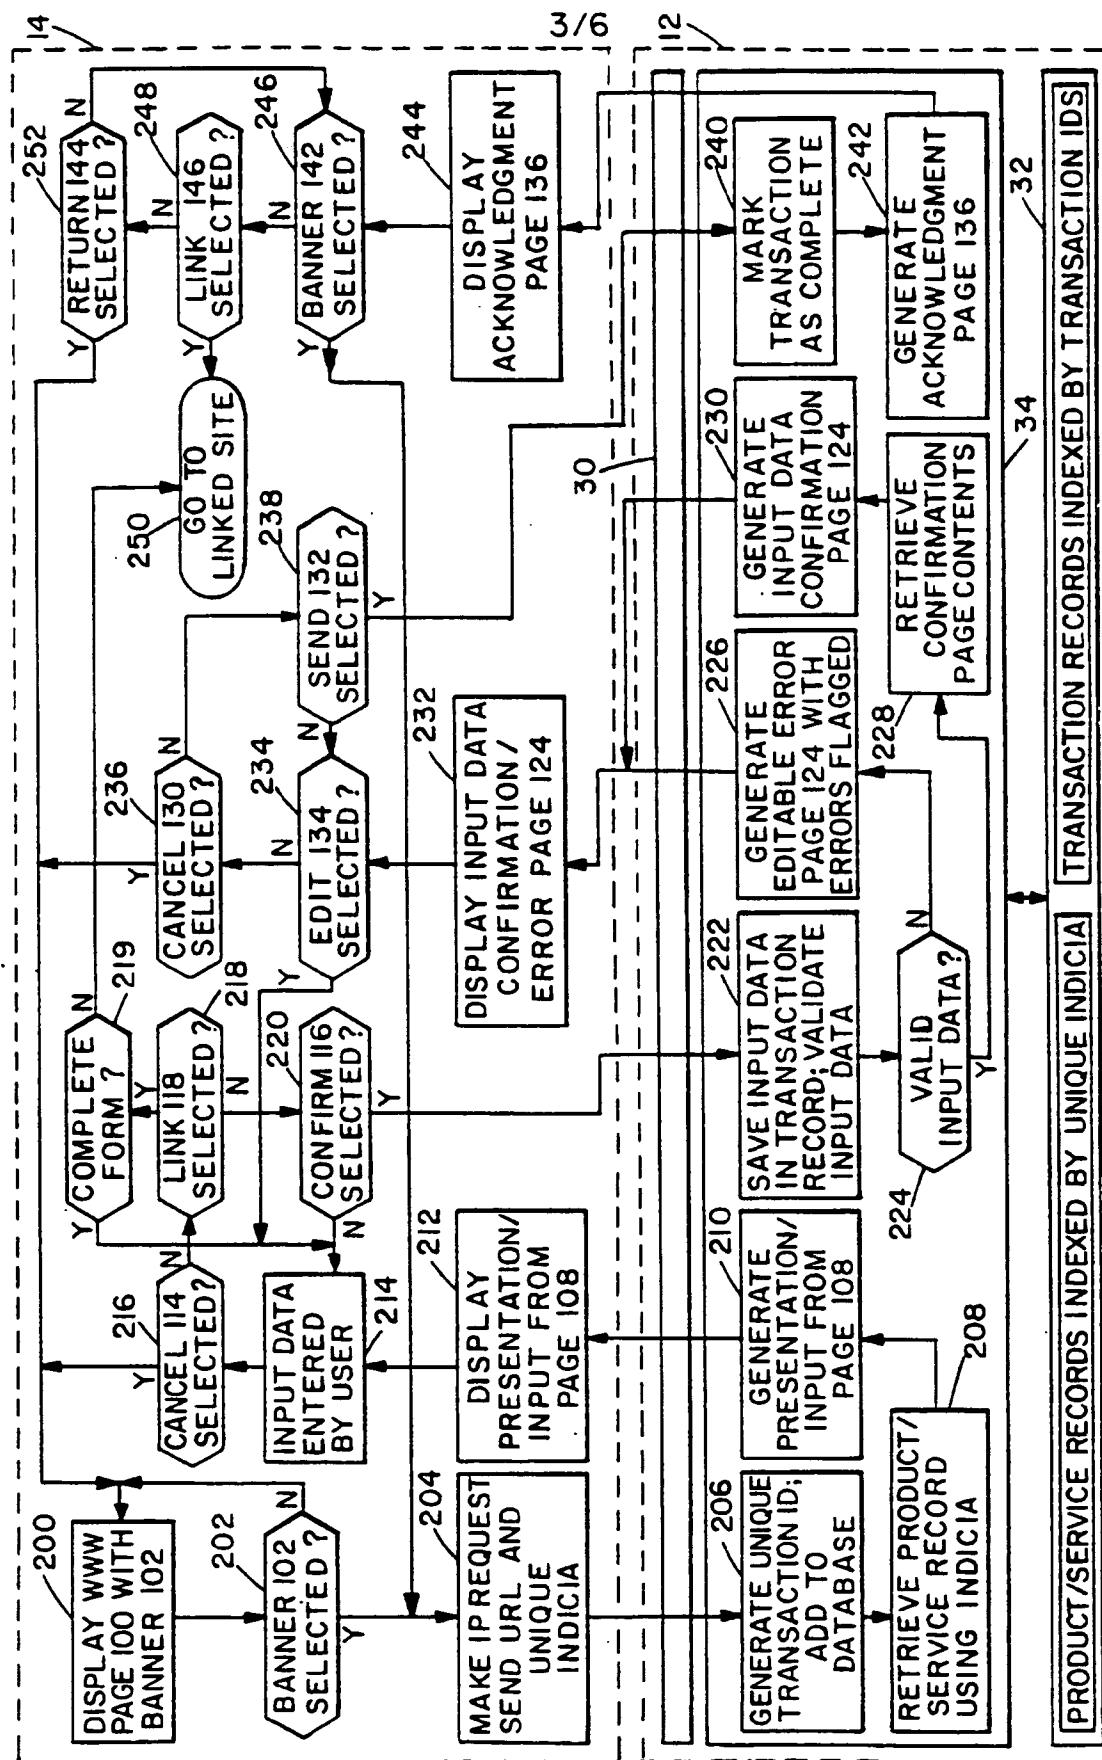 3/6
14
200
DISPLAY WWW
PAGE 100 WITH
BANNER 102
202
BANNER 102
SELECTED?
N
Y
204
MAKE IP REQUEST
SEND URL AND
UNIQUE
INDICIA
216
CANCEL 114
SELECTED?
Y
N
INPUT DATA
ENTERED
BY USER
214
212
DISPLAY
PRESENTATION/
INPUT FROM
PAGE 108
COMPLETE
FORM?
219
Y
N
LINK 118
SELECTED?
218
Y
N
220
CONFIRM 116
SELECTED?
N
Y
236
CANCEL 130
SELECTED?
Y
N
234
EDIT 134
SELECTED?
Y
N
232
DISPLAY INPUT DATA
CONFIRMATION/
ERROR PAGE 124
238
SEND 132
SELECTED?
N
Y
250
GO TO
LINKED SITE
252
RETURN 144
SELECTED?
Y
N
248
LINK 146
SELECTED?
Y
N
246
BANNER 142
SELECTED?
Y
N
244
DISPLAY
ACKNOWLEDGMENT
PAGE 136
12
30
206
GENERATE UNIQUE
TRANSACTION ID;
ADD TO
DATABASE
RETRIEVE PRODUCT/
SERVICE RECORD
USING INDICIA
208
210
GENERATE
PRESENTATION/
INPUT FROM
PAGE 108
222
SAVE INPUT DATA
IN TRANSACTION
RECORD; VALIDATE
INPUT DATA
224
VALID
INPUT DATA?
N
Y
226
GENERATE
EDITABLE ERROR
PAGE 124 WITH
ERRORS FLAGGED
228
RETRIEVE
CONFIRMATION
PAGE CONTENTS
230
GENERATE
INPUT DATA
CONFIRMATION
PAGE 124
240
MARK
TRANSACTION
AS COMPLETE
242
GENERATE
ACKNOWLEDGMENT
PAGE 136
34
32
PRODUCT/SERVICE RECORDS INDEXED BY UNIQUE INDICIA
TRANSACTION RECORDS INDEXED BY TRANSACTION IDS